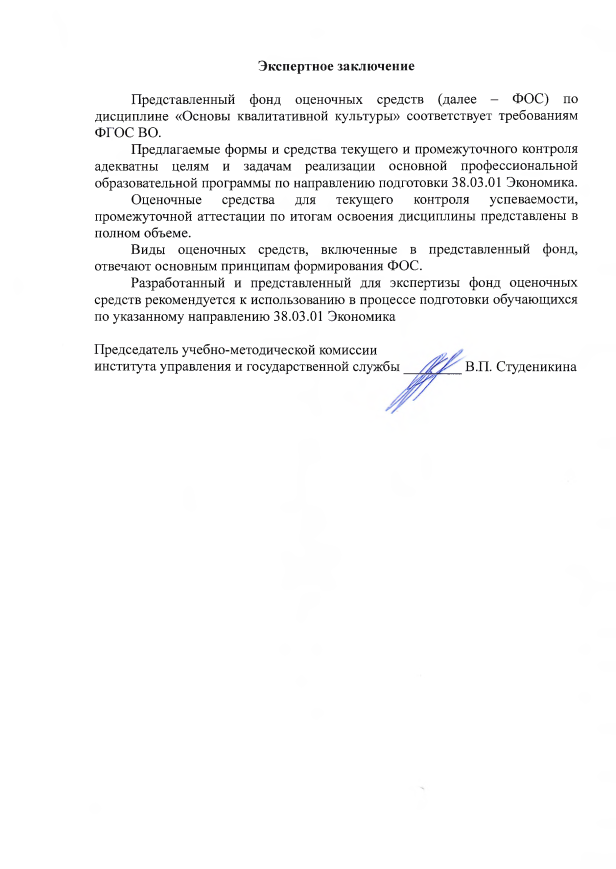 Экспертное заключение
Представленный фонд оценочных средств (далее – ФОС) по
дисциплине «Основы квалитативной культуры» соответствует требованиям
ФГОС ВО.
Предлагаемые формы и средства текущего и промежуточного контроля
адекватны целям и задачам реализации основной профессиональной
образовательной программы по направлению подготовки 38.03.01 Экономика.
Оценочные средства для текущего контроля успеваемости,
промежуточной аттестации по итогам освоения дисциплины представлены в
полном объеме.
Виды оценочных средств, включенные в представленный фонд,
отвечают основным принципам формирования ФОС.
Разработанный и представленный для экспертизы фонд оценочных
средств рекомендуется к использованию в процессе подготовки обучающихся
по указанному направлению 38.03.01 Экономика
Председатель учебно-методической комиссии
института управления и государственной службы ________ В.П. Студеникина